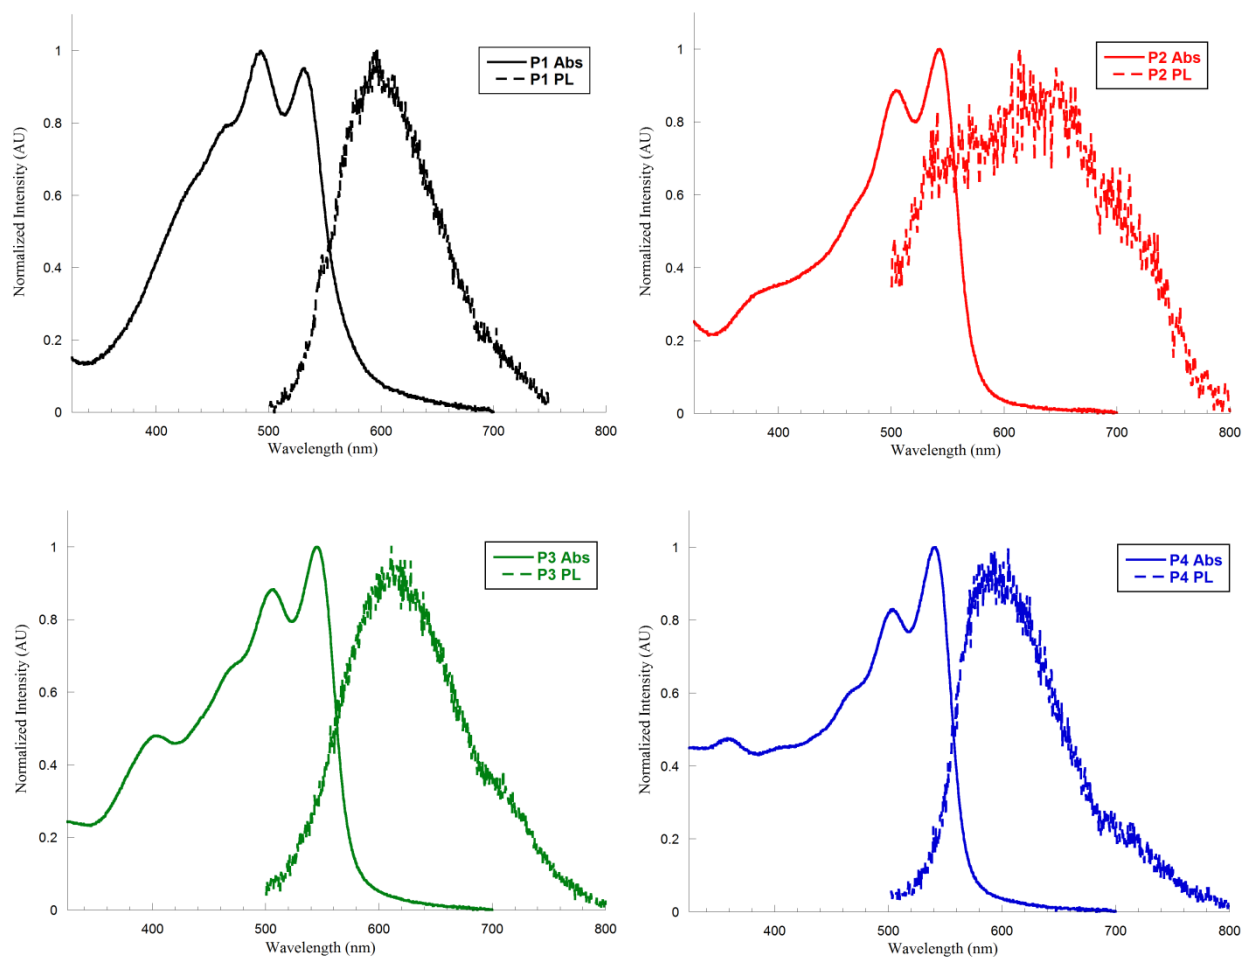 P1 Abs
P1 PL
Normalized Intensity (AU)
1
0.8
0.6
0.4
0.2
0
400
500
600
700
800
Wavelength (nm)
P2 Abs
P2 PL
Normalized Intensity (AU)
1
0.8
0.6
0.4
0.2
0
400
500
600
700
800
Wavelength (nm)
P3 Abs
P3 PL
Normalized Intensity (AU)
1
0.8
0.6
0.4
0.2
0
400
500
600
700
800
Wavelength (nm)
P4 Abs
P4 PL
Normalized Intensity (AU)
1
0.8
0.6
0.4
0.2
0
400
500
600
700
800
Wavelength (nm)